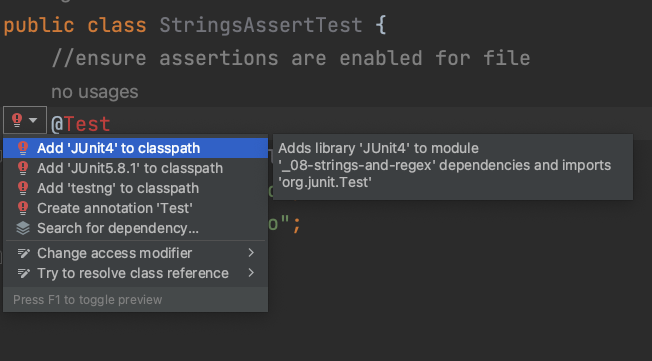 public class StringsAssertTest {
//ensure assertions are enabled for file
no usages
@Test
Add 'JUnit4' to classpath
Add 'JUnit5.8.1' to classpath
Add 'testng' to classpath
Create annotation 'Test'
Search for dependency...
Change access modifier
Try to resolve class reference
Press F1 to toggle preview
Adds library 'JUnit4' to module
'_08-strings-and-regex' dependencies and imports
'org.junit.Test'
o";